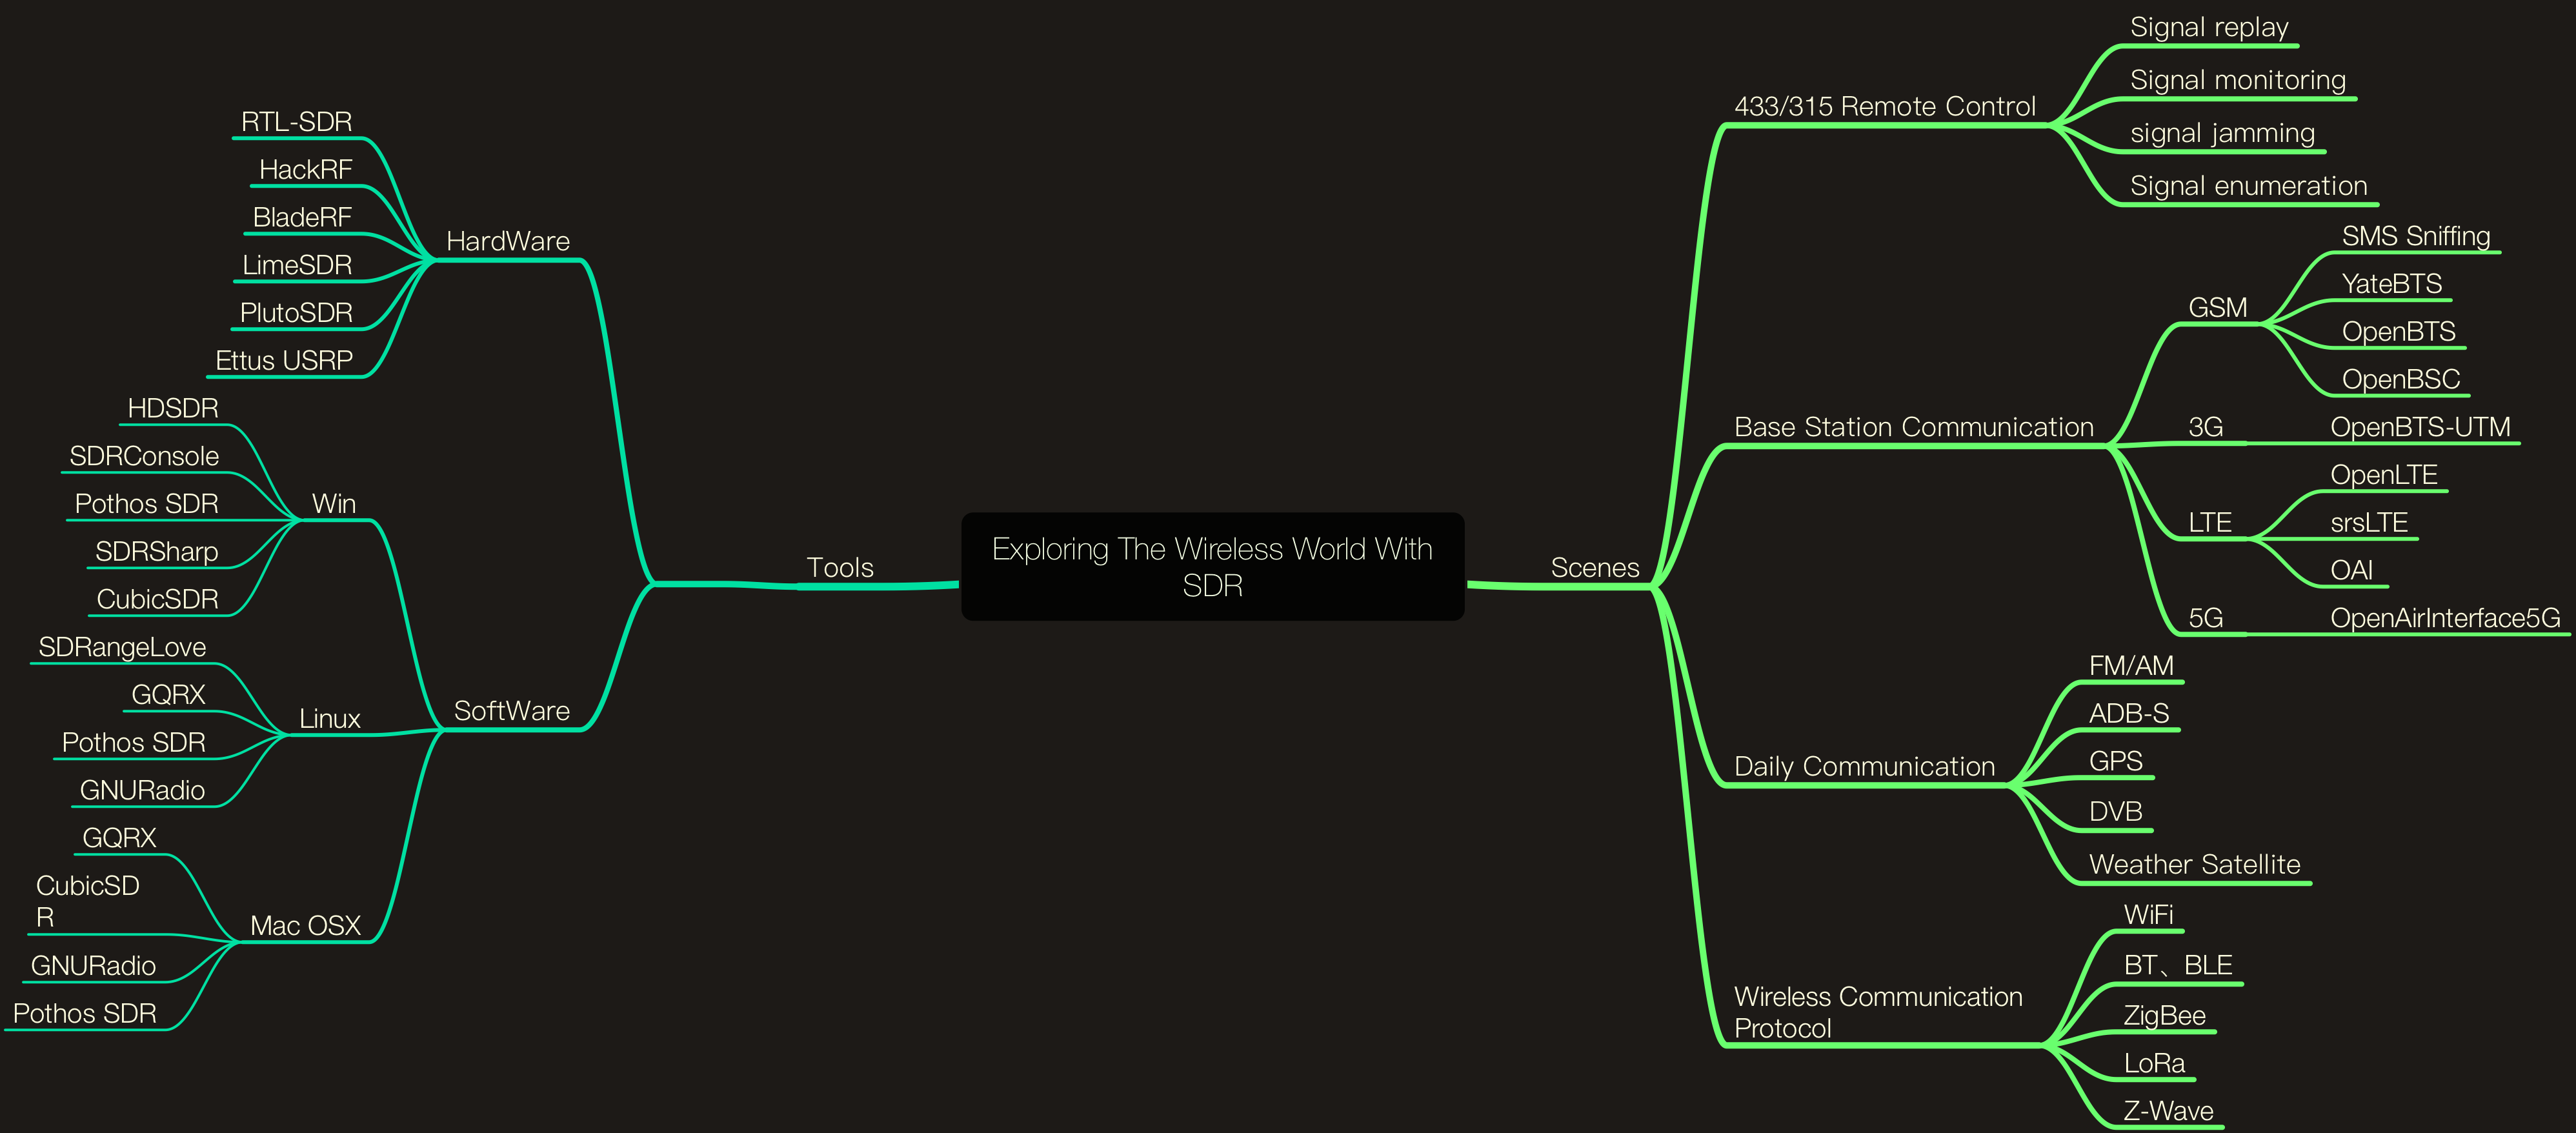 Exploring The Wireless World With
SDR
Tools
HardWare
RTL-SDR
HackRF
BladeRF
LimeSDR
PlutoSDR
Ettus USRP
SoftWare
Win
HDSDR
SDRConsole
Pothos SDR
SDRSharp
CubicSDR
Linux
SDRangeLove
GQRX
Pothos SDR
GNURadio
Mac OSX
GQRX
CubicSD
R
GNURadio
Pothos SDR
Scenes
433/315 Remote Control
Signal replay
Signal monitoring
signal jamming
Signal enumeration
Base Station Communication
GSM
SMS Sniffing
YateBTS
OpenBTS
OpenBSC
3G
OpenBTS-UTM
LTE
OpenLTE
srsLTE
OAI
5G
OpenAirInterface5G
Daily Communication
FM/AM
ADB-S
GPS
DVB
Weather Satellite
Wireless Communication
Protocol
WiFi
BT、BLE
ZigBee
LoRa
Z-Wave